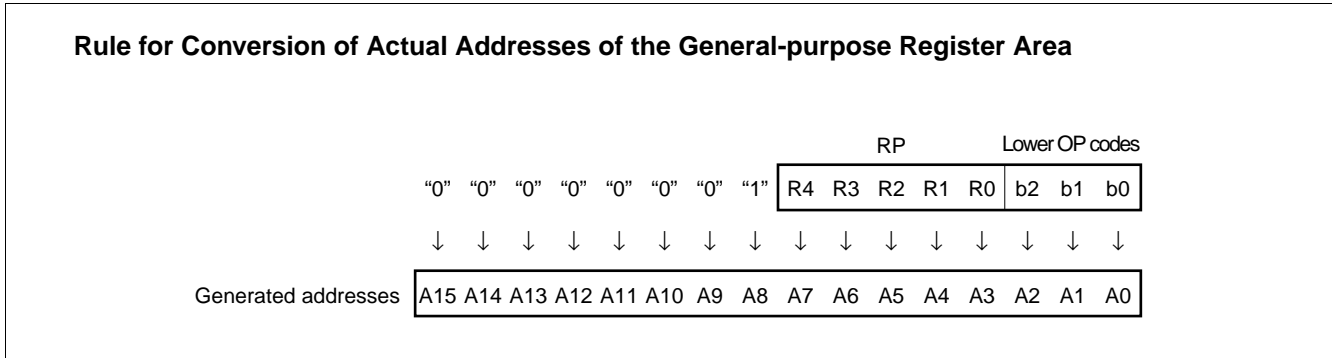 Rule for Conversion of Actual Addresses of the General-purpose Register Area
RP Lower OP codes
“0” “0” “0” “0” “0” “0” “0” “1” R4 R3 R2 R1 R0 b2 b1 b0
↓ ↓ ↓ ↓ ↓ ↓ ↓ ↓ ↓ ↓ ↓ ↓ ↓ ↓ ↓ ↓
Generated addresses A15 A14 A13 A12 A11 A10 A9 A8 A7 A6 A5 A4 A3 A2 A1 A0